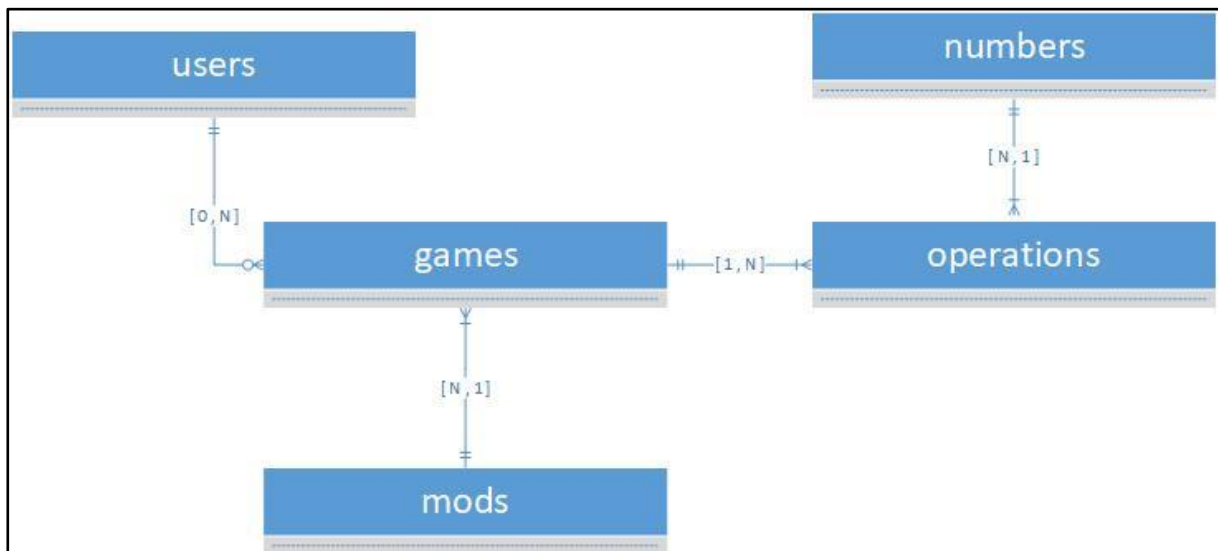 users
numbers
[N,1]
[0,N]
games
[1,N]
operations
[N,1]
mods